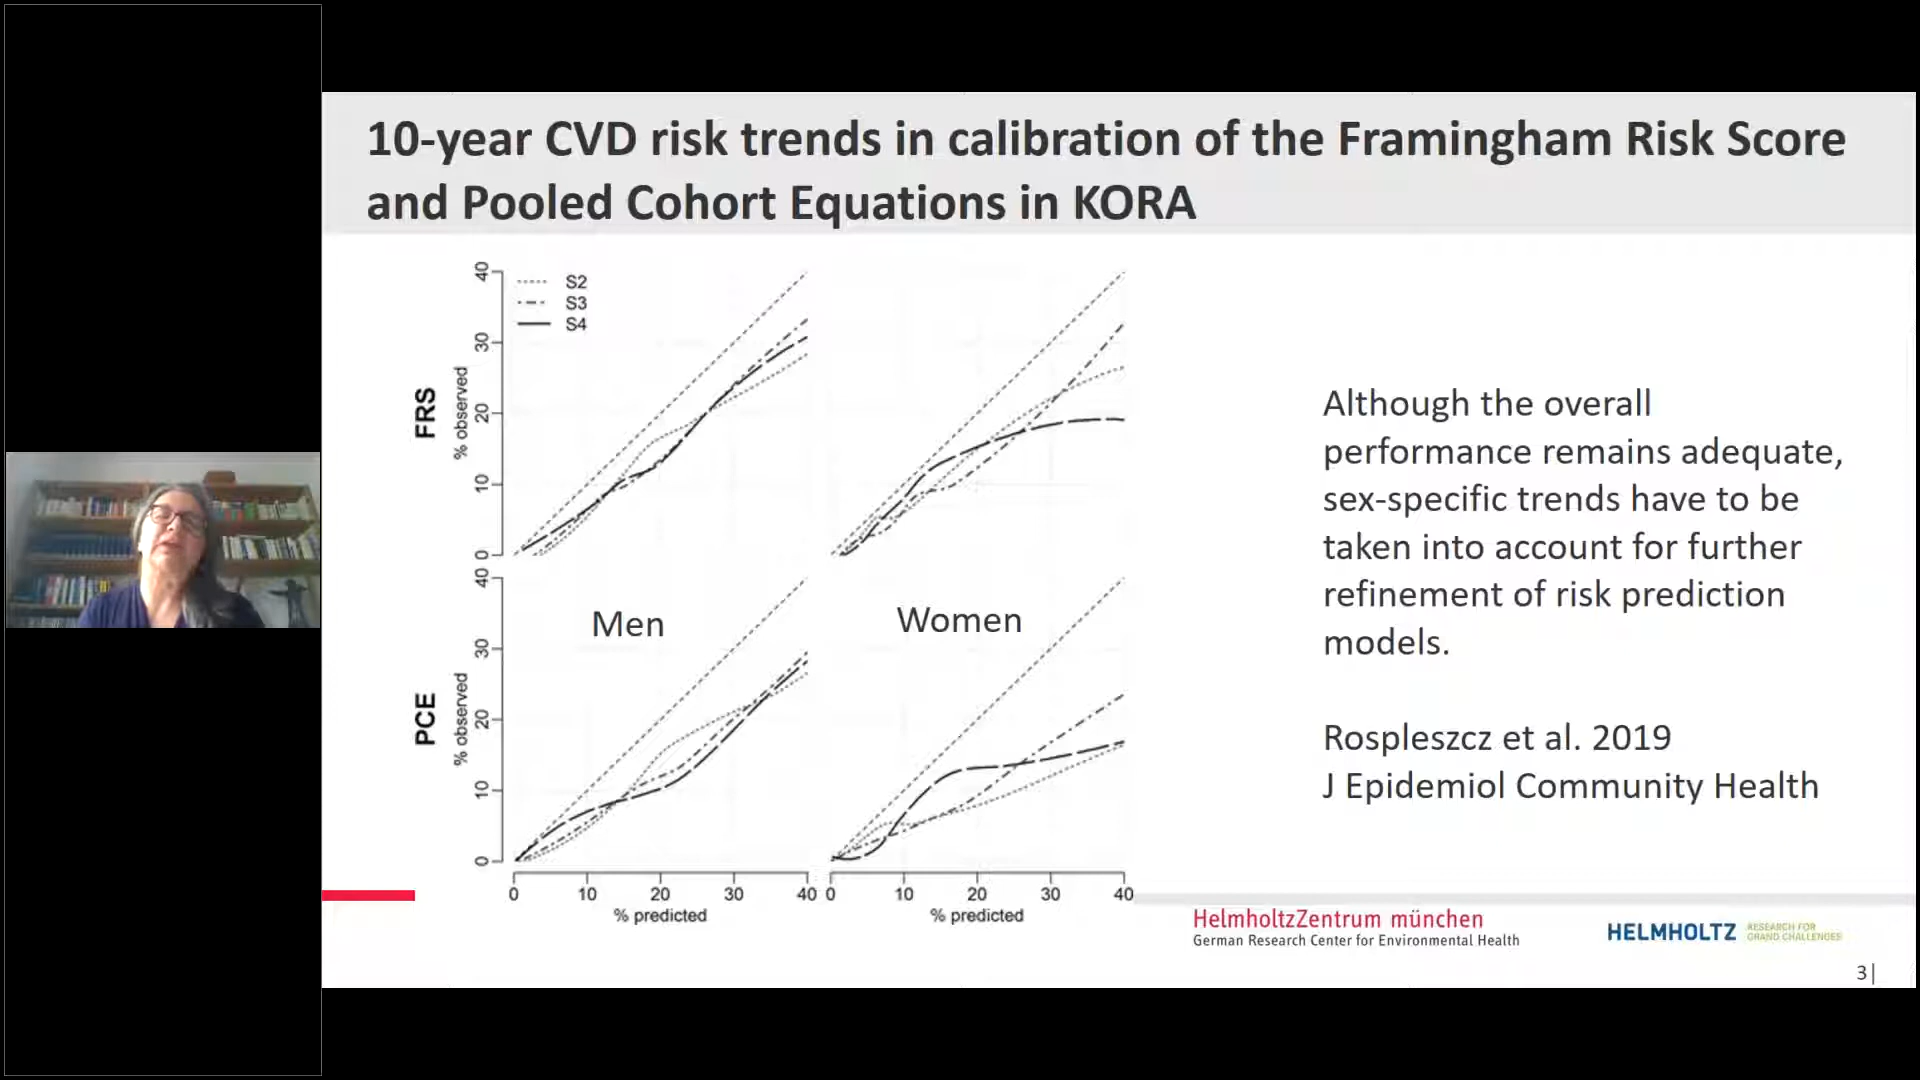 10-year CVD risk trends in calibration of the Framingham Risk Score
and Pooled Cohort Equations in KORA
S2
S3
S4
FRS
% observed
40
30
20
10
0
Men
Women
PCE
% observed
40
30
20
10
0
0 10 20 30 40 0 10 20 30 40
% predicted % predicted
Although the overall
performance remains adequate,
sex-specific trends have to be
taken into account for further
refinement of risk prediction
models.
Rospleszcz et al. 2019
J Epidemiol Community Health
HelmholtzZentrum münchen
German Research Center for Environmental Health
HELMHOLTZ
RESEARCH FOR
GRAND CHALLENGES
3|